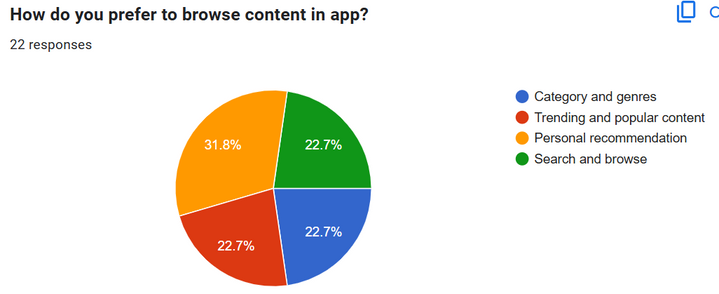 How do you prefer to browse content in app?
22 responses
Category and genres
Trending and popular content
Personal recommendation
Search and browse
31.8%
22.7%
22.7%
22.7%